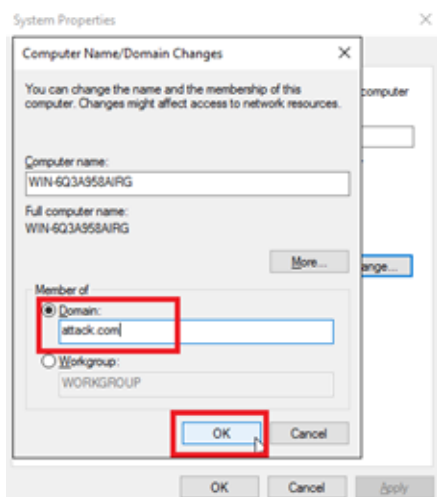 System Properties
Computer Name/Domain Changes
You can change the name and the membership of this
computer. Changes might affect access to network resources.
computer
Computer name:
WIN-6Q3A958AIRG
Full computer name:
WIN-6Q3A958AIRG
More...
ange...
Member of
Domain:
attack.com
Workgroup:
WORKGROUP
OK
Cancel
OK
Cancel
Apply